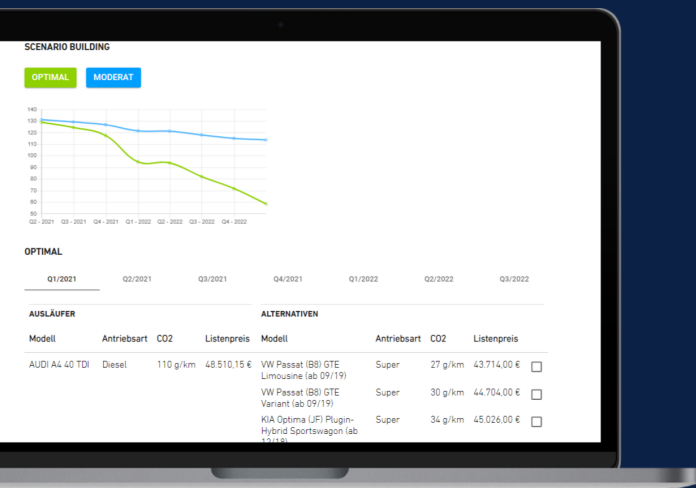 SCENARIO BUILDING
OPTIMAL MODERAT
140
130
120
110
100
90
80
70
60
50
Q2 - 2021 Q3 - 2021 Q4 - 2021 Q1 - 2022 Q2 - 2022 Q3 - 2022 Q4 - 2022
OPTIMAL
Q1/2021 Q2/2021 Q3/2021 Q4/2021 Q1/2022 Q2/2022 Q3/2022
AUSLÄUFER ALTERNATIVEN
Modell Antriebsart CO2 Listenpreis Modell Antriebsart CO2 Listenpreis
AUDI A4 40 TDI Diesel 110 g/km 48.510,15 € VW Passat (B8) GTE Super 27 g/km 43.714,00 €
Limousine (ab 09/19)
VW Passat (B8) GTE Super 30 g/km 44.704,00 €
Variant (ab 09/19)
KIA Optima (JF) Plugin- Super 34 g/km 45.026,00 €
Hybrid Sportswagon (ab